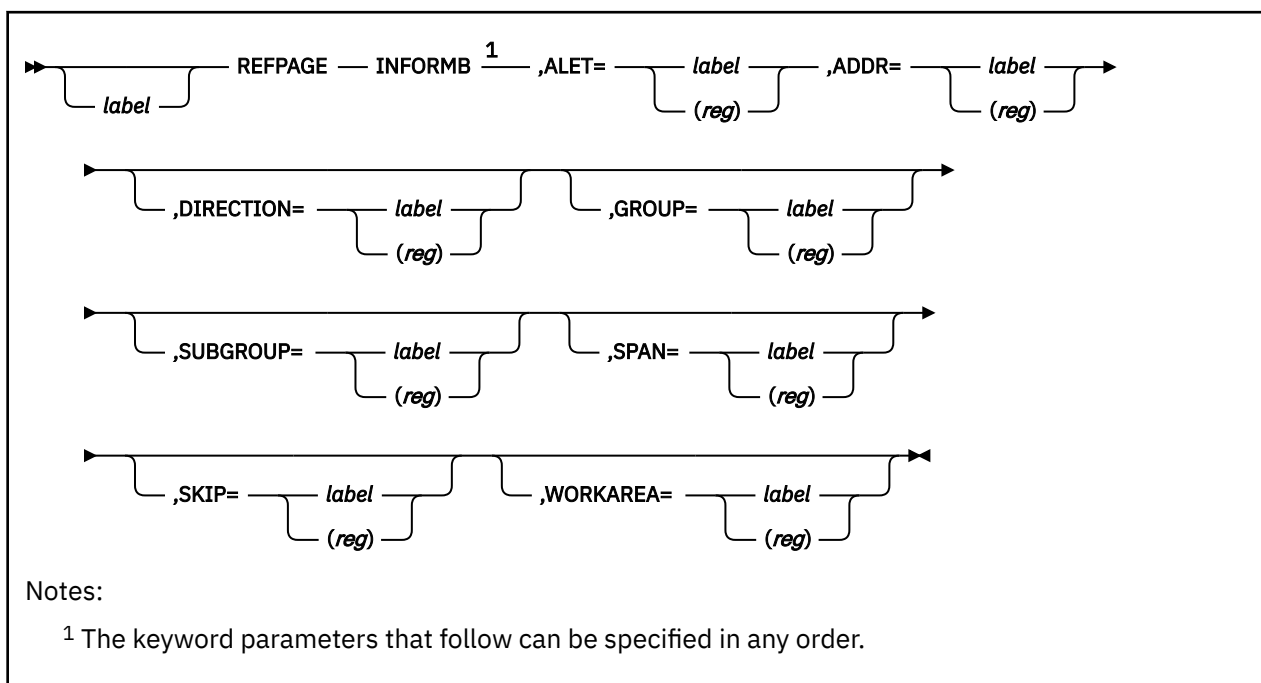 REFPAGE INFORMB 1 ,ALET= label ,ADDR= label
label (reg) (reg)
,DIRECTION= label ,GROUP= label
(reg) (reg)
,SUBGROUP= label ,SPAN= label
(reg) (reg)
,SKIP= label ,WORKAREA= label
(reg) (reg)
Notes:
1 The keyword parameters that follow can be specified in any order.